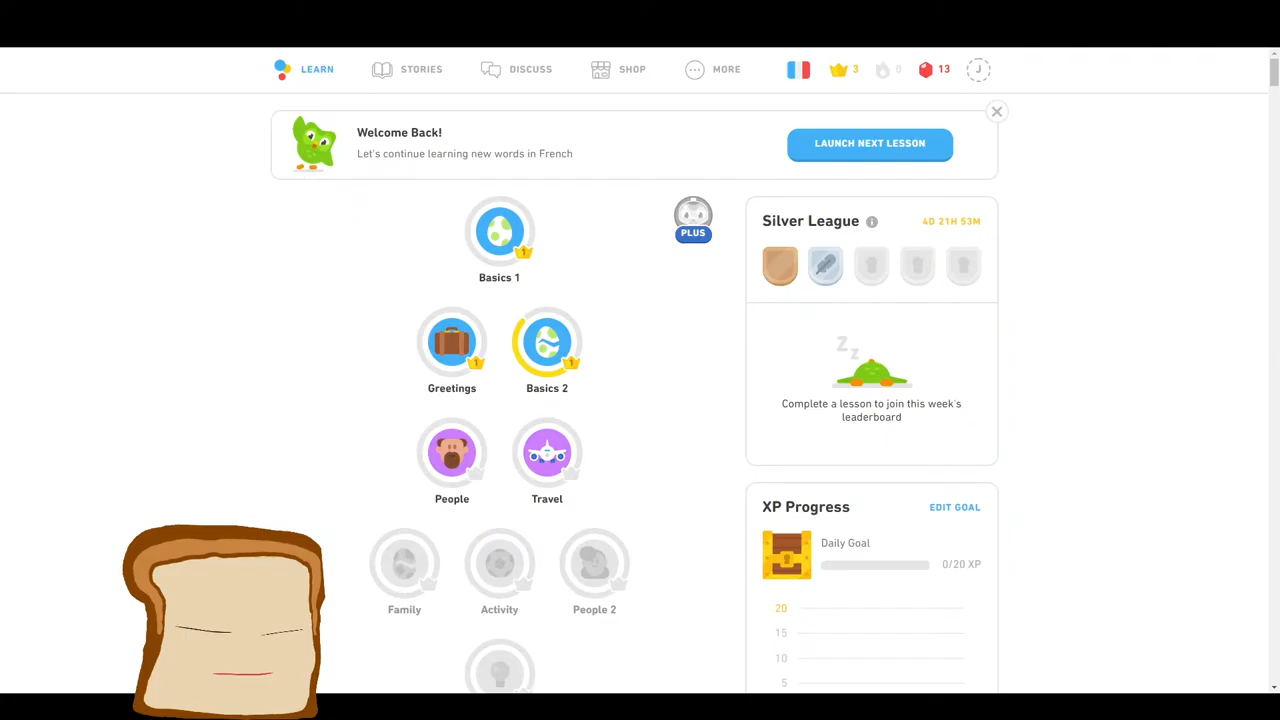 LEARN
STORIES
DISCUSS
SHOP
MORE
3
0
13
J
Welcome Back!
Let's continue learning new words in French
LAUNCH NEXT LESSON
1
Basics 1
PLUS
1
Greetings
1
Basics 2
People
Travel
Family
Activity
People 2
Silver League
4D 21H 53M
Z
z
Complete a lesson to join this week's
leaderboard
XP Progress
EDIT GOAL
Daily Goal
0/20 XP
20
15
10
5